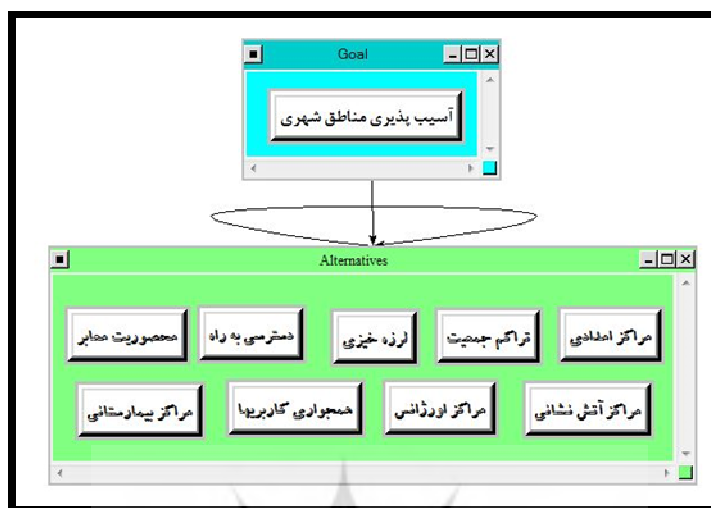 Goal
آسیب پذیری مناطق شهری
Alternatives
مراکز امدادی
تراکم جمعیت
لرزه خیزی
دسترسی به راه
محصوریت معابر
مراکز آتش نشانی
مراکز اورژانس
همجواری کاربریها
مراکز بیمارستانی